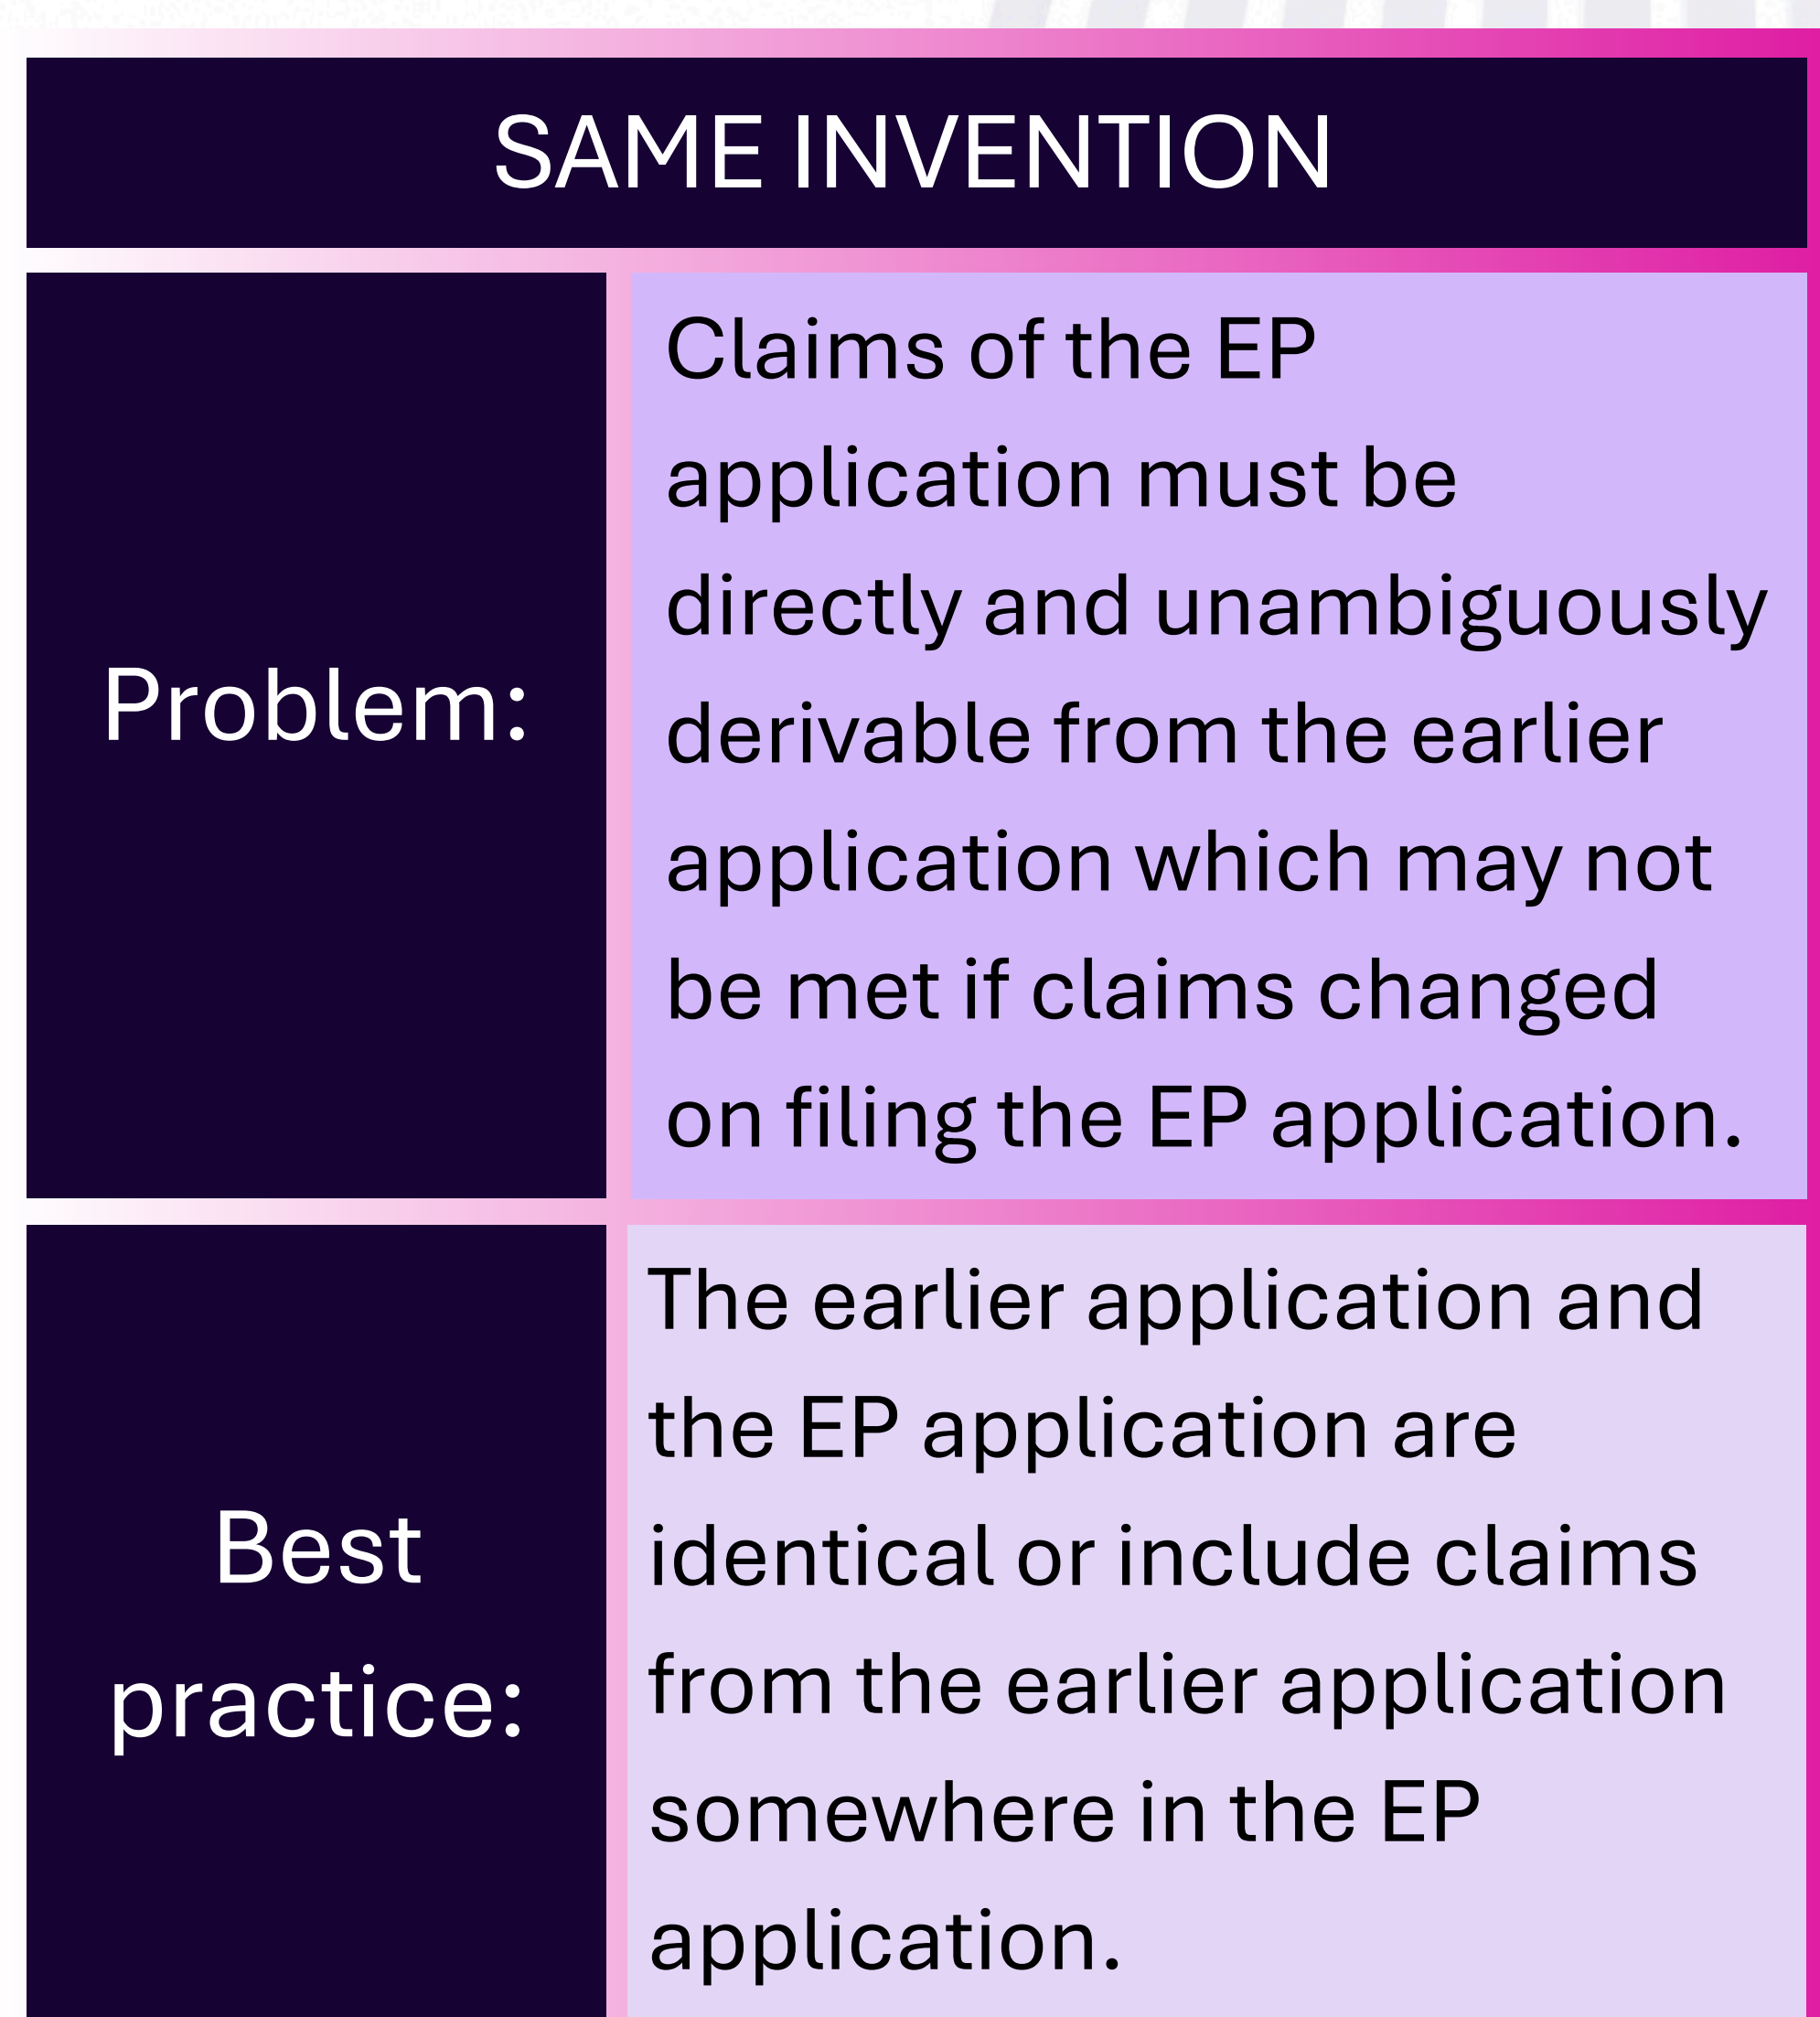 SAME INVENTION
Problem:
Claims of the EP
application must be
directly and unambiguously
derivable from the earlier
application which may not
be met if claims changed
on filing the EP application.
Best
practice:
The earlier application and
the EP application are
identical or include claims
from the earlier application
somewhere in the EP
application.